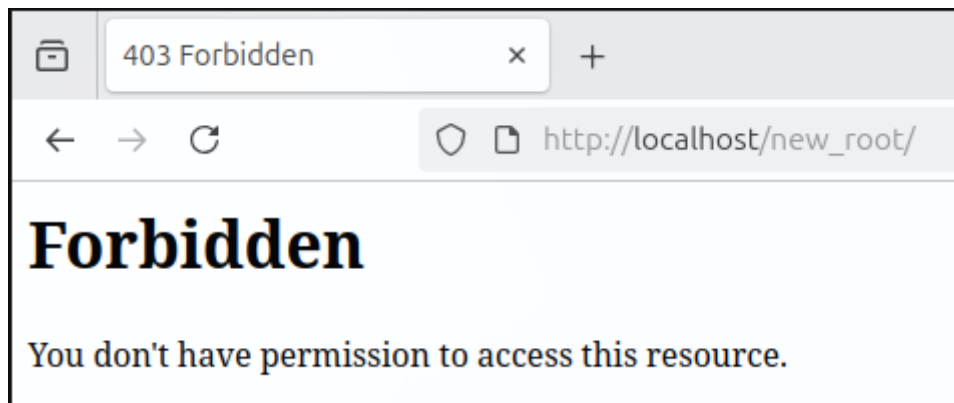 403 Forbidden
http://localhost/new_root/
Forbidden
You don't have permission to access this resource.